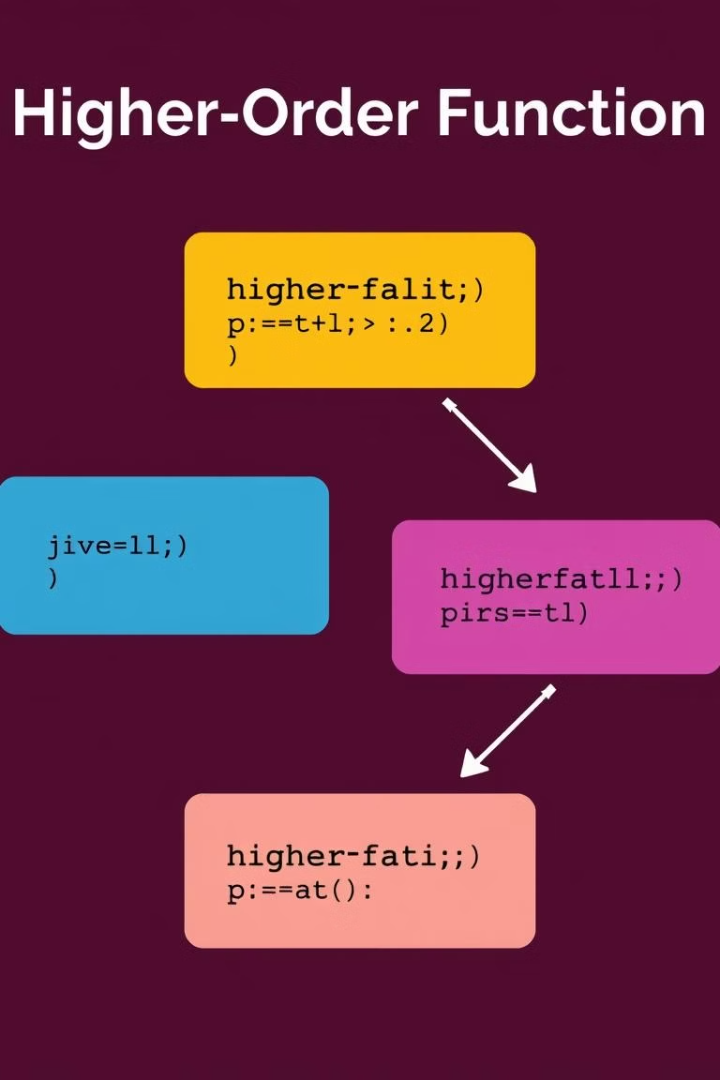 Higher-Order Function
higher-falit;)
p:==t+l;> :.2)
)
jive=ll;)
)
higherfatll;;)
pirs==tl)
higher-fati;;)
p:==at():